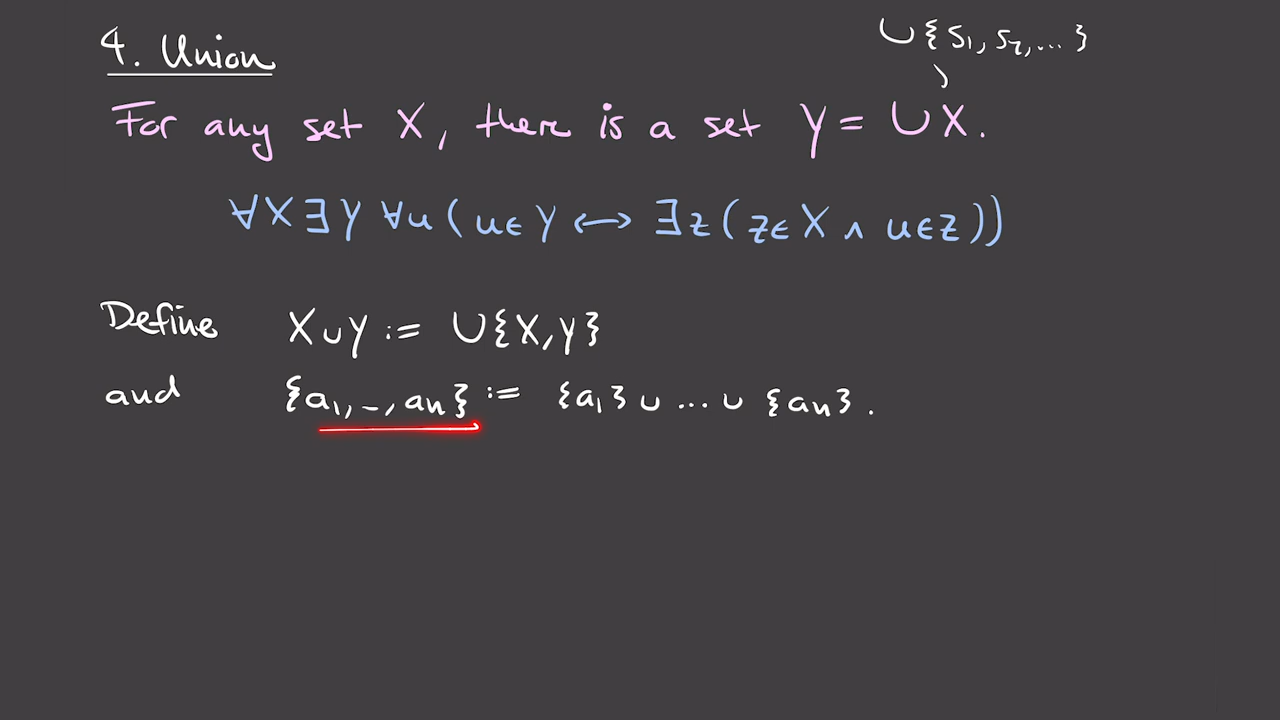 4. Union
∪{S₁, S₂, ... }
For any set X, there is a set Y = ∪X.
∀X∃Y ∀u(u∈Y ↔ ∃z(z∈X ∧ u∈z))
Define X∪Y := ∪{X,Y}
and {a₁, –, aₙ} := {a₁} ∪ ... ∪ {aₙ}.